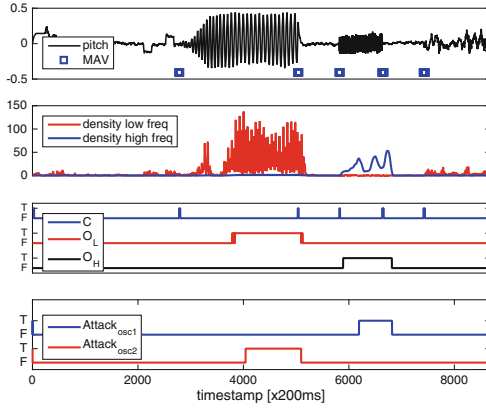 0.5
0
-0.5
pitch
MAV
150
100
50
0
density low freq
density high freq
T
F
T
F
T
F
C
O_L
O_H
T
F
T
F
Attack_osc1
Attack_osc2
0 2000 4000 6000 8000
timestamp [x200ms]